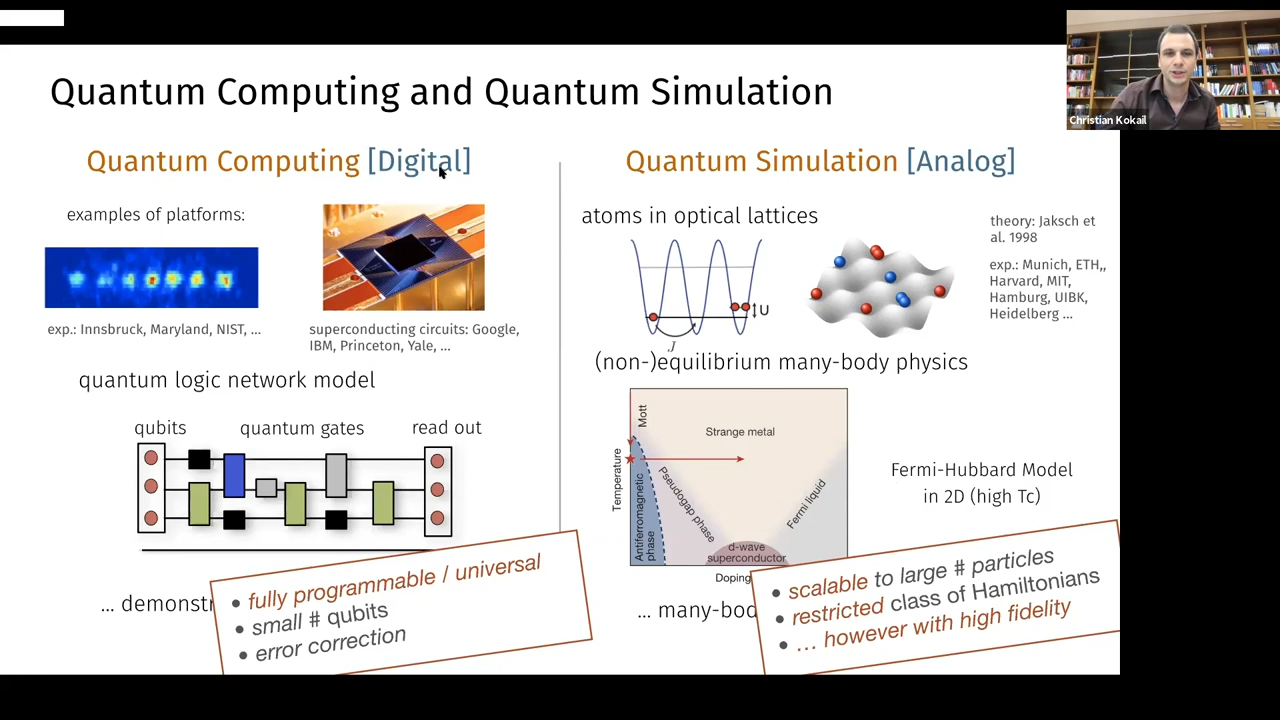 Quantum Computing and Quantum Simulation
Christian Kokail
Quantum Computing [Digital]
examples of platforms:
exp.: Innsbruck, Maryland, NIST, ...
superconducting circuits: Google,
IBM, Princeton, Yale, ...
quantum logic network model
qubits
quantum gates
read out
... demonstr
• fully programmable / universal
• small # qubits
• error correction
Quantum Simulation [Analog]
atoms in optical lattices
theory: Jaksch et
al. 1998
exp.: Munich, ETH,,
Harvard, MIT,
Hamburg, UIBK,
Heidelberg ...
U
J
(non-)equilibrium many-body physics
Temperature
Mott
Strange metal
Antiferromagnetic
phase
Pseudogap phase
Fermi liquid
d-wave
superconductor
Doping
Fermi-Hubbard Model
in 2D (high Tc)
... many-bod
• scalable to large # particles
• restricted class of Hamiltonians
• ... however with high fidelity